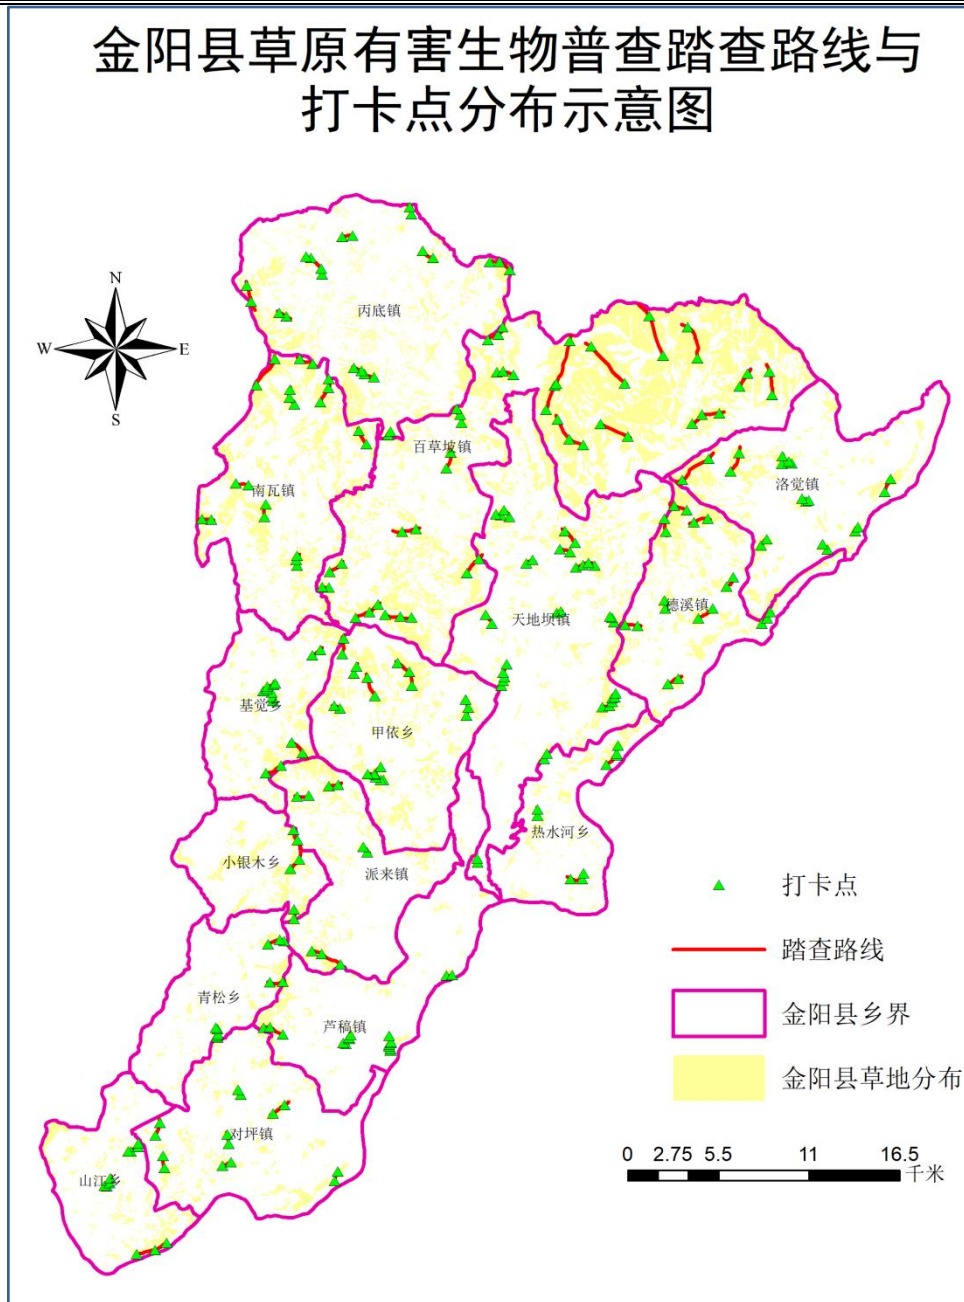 金阳县草原有害生物普查踏查路线与
打卡点分布示意图
N
W
E
S
丙底镇
百草坡镇
南瓦镇
洛觉镇
德溪镇
天地坝镇
基觉乡
甲依乡
热水河乡
小银木乡
派来镇
青松乡
芦稿镇
对坪镇
山江乡
打卡点
踏查路线
金阳县乡界
金阳县草地分布
0 2.75 5.5 11 16.5
千米